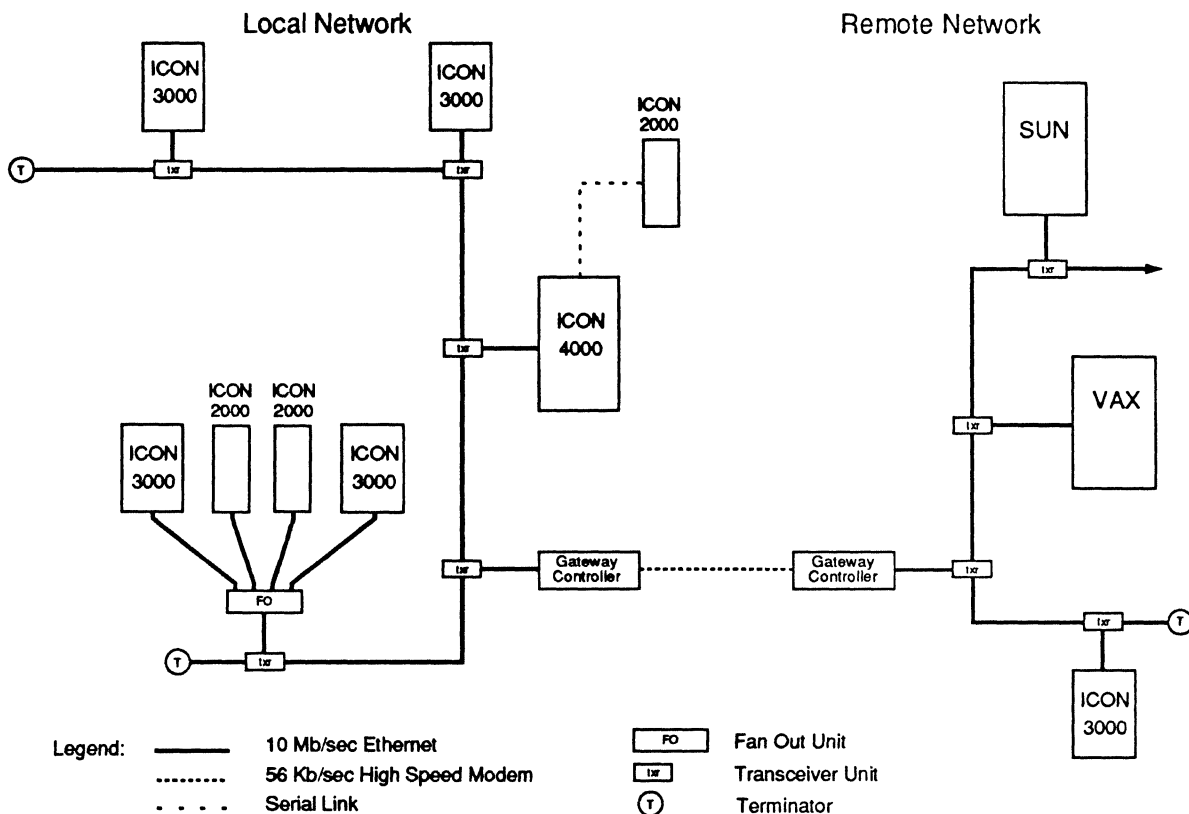 Local Network
Remote Network
ICON
3000
ICON
3000
ICON
2000
SUN
T
txr
txr
txr
ICON
4000
txr
ICON
2000
ICON
2000
VAX
ICON
3000
ICON
3000
txr
txr
Gateway
Controller
Gateway
Controller
txr
FO
txr
T
T
txr
ICON
3000
Legend:
10 Mb/sec Ethernet
56 Kb/sec High Speed Modem
Serial Link
FO
Fan Out Unit
txr
Transceiver Unit
T
Terminator